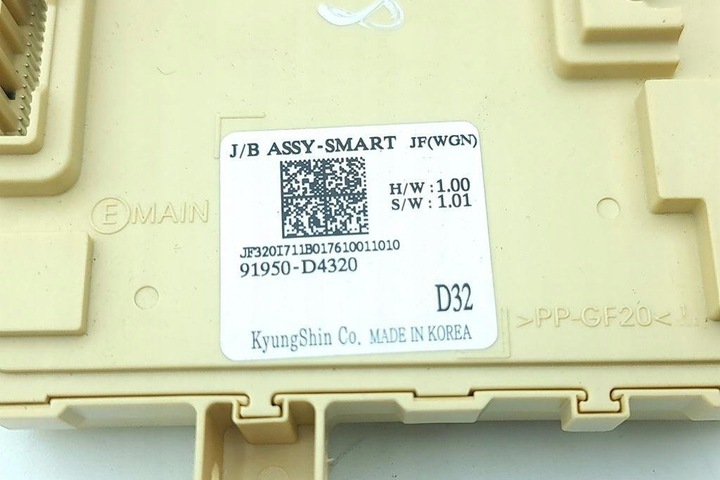 J/B ASSY-SMART JF(WGN)
H/W : 1.00
S/W : 1.01
E MAIN
JF320I711B017610011010
91950-D4320
D32
>PP-GF20<
KyungShin Co. MADE IN KOREA